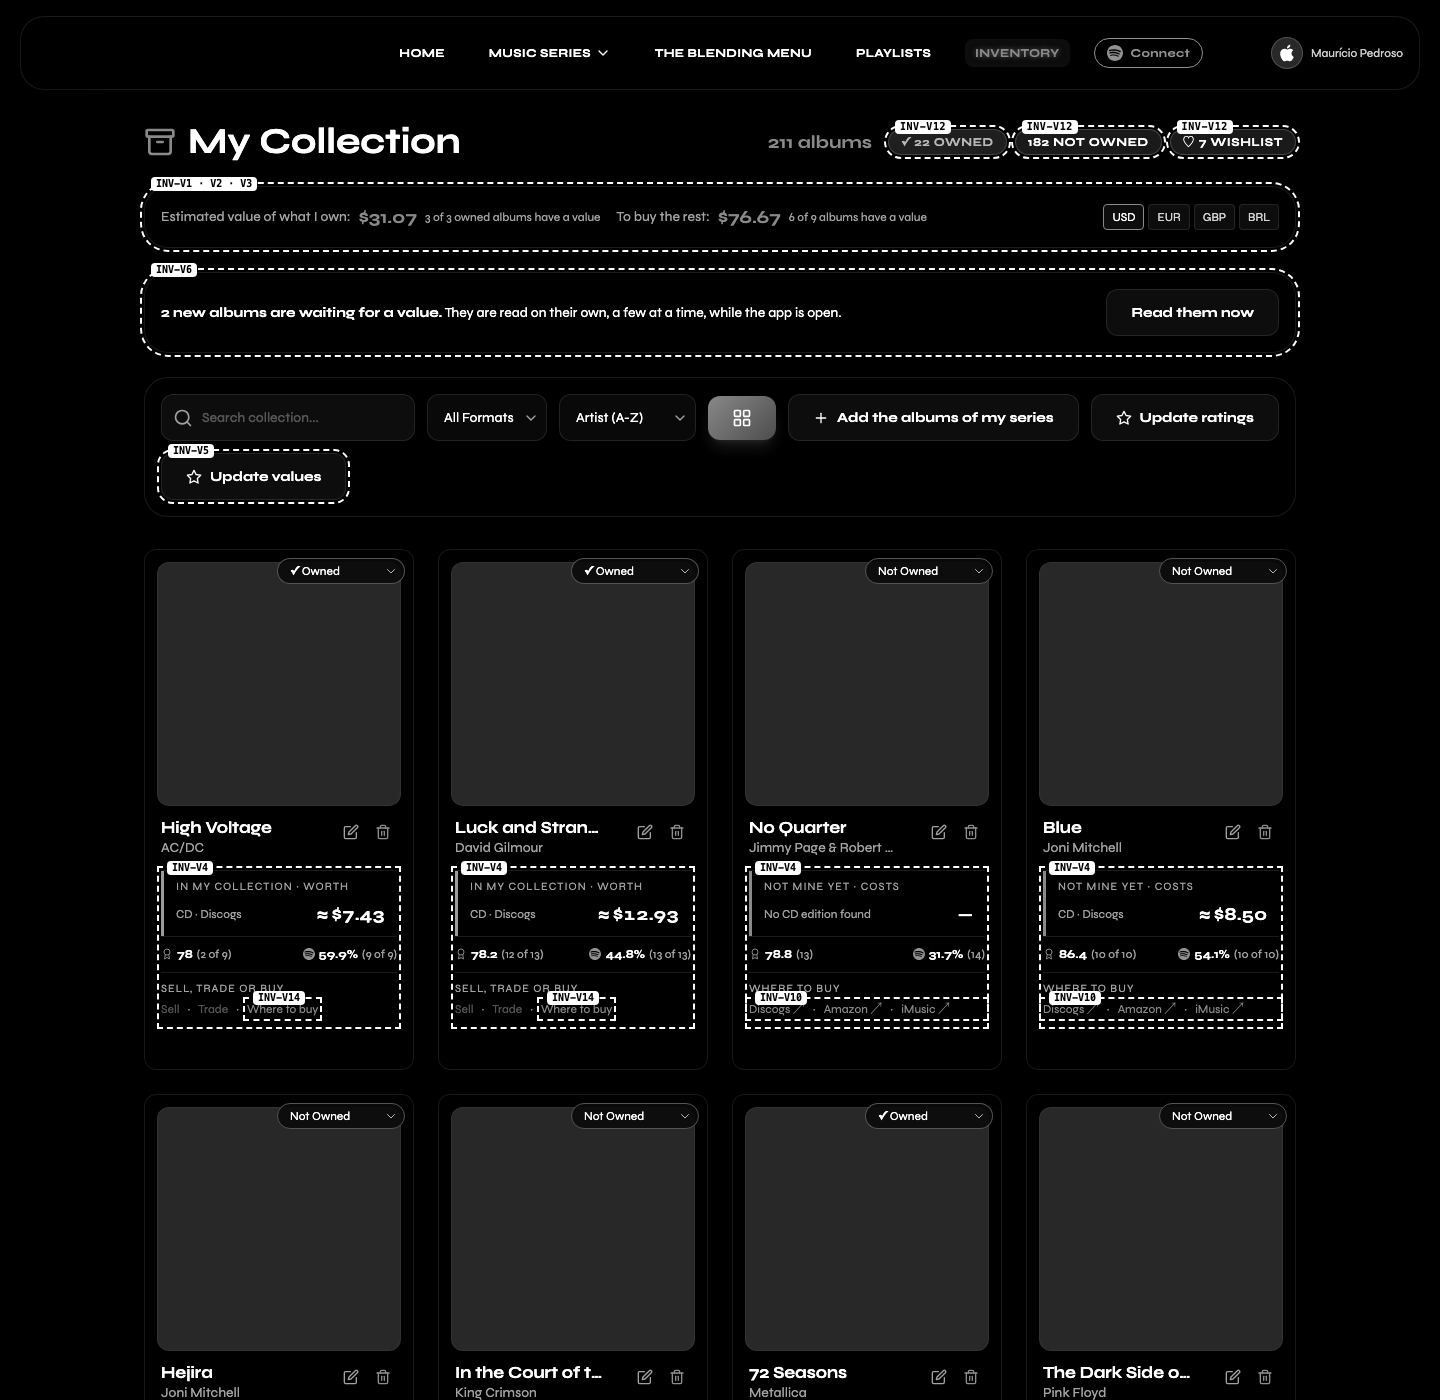 HOME MUSIC SERIES THE BLENDING MENU PLAYLISTS INVENTORY Connect Maurício Pedroso
My Collection 211 albums
INV-V12 INV-V12 INV-V12
✓ 22 OWNED 182 NOT OWNED ♡ 7 WISHLIST
INV-V1 · V2 · V3
Estimated value of what I own: $31.07 3 of 3 owned albums have a value To buy the rest: $76.67 6 of 9 albums have a value USD EUR GBP BRL
INV-V6
2 new albums are waiting for a value. They are read on their own, a few at a time, while the app is open. Read them now
Search collection... All Formats Artist (A-Z) + Add the albums of my series Update ratings
INV-V5
Update values
✓ Owned ✓ Owned Not Owned Not Owned
High Voltage Luck and Stran... No Quarter Blue
AC/DC David Gilmour Jimmy Page & Robert ... Joni Mitchell
INV-V4 INV-V4 INV-V4 INV-V4
IN MY COLLECTION · WORTH IN MY COLLECTION · WORTH NOT MINE YET · COSTS NOT MINE YET · COSTS
CD · Discogs ≈ $7.43 CD · Discogs ≈ $12.93 No CD edition found — CD · Discogs ≈ $8.50
78 (2 of 9) 59.9% (9 of 9) 78.2 (12 of 13) 44.8% (13 of 13) 78.8 (13) 31.7% (14) 86.4 (10 of 10) 54.1% (10 of 10)
SELL, TRADE OR BUY SELL, TRADE OR BUY WHERE TO BUY WHERE TO BUY
INV-V14 INV-V14 INV-V10 INV-V10
Sell · Trade · Where to buy Sell · Trade · Where to buy Discogs ↗ · Amazon ↗ · iMusic ↗ Discogs ↗ · Amazon ↗ · iMusic ↗
Not Owned Not Owned ✓ Owned Not Owned
Hejira In the Court of t... 72 Seasons The Dark Side o...
Joni Mitchell King Crimson Metallica Pink Floyd